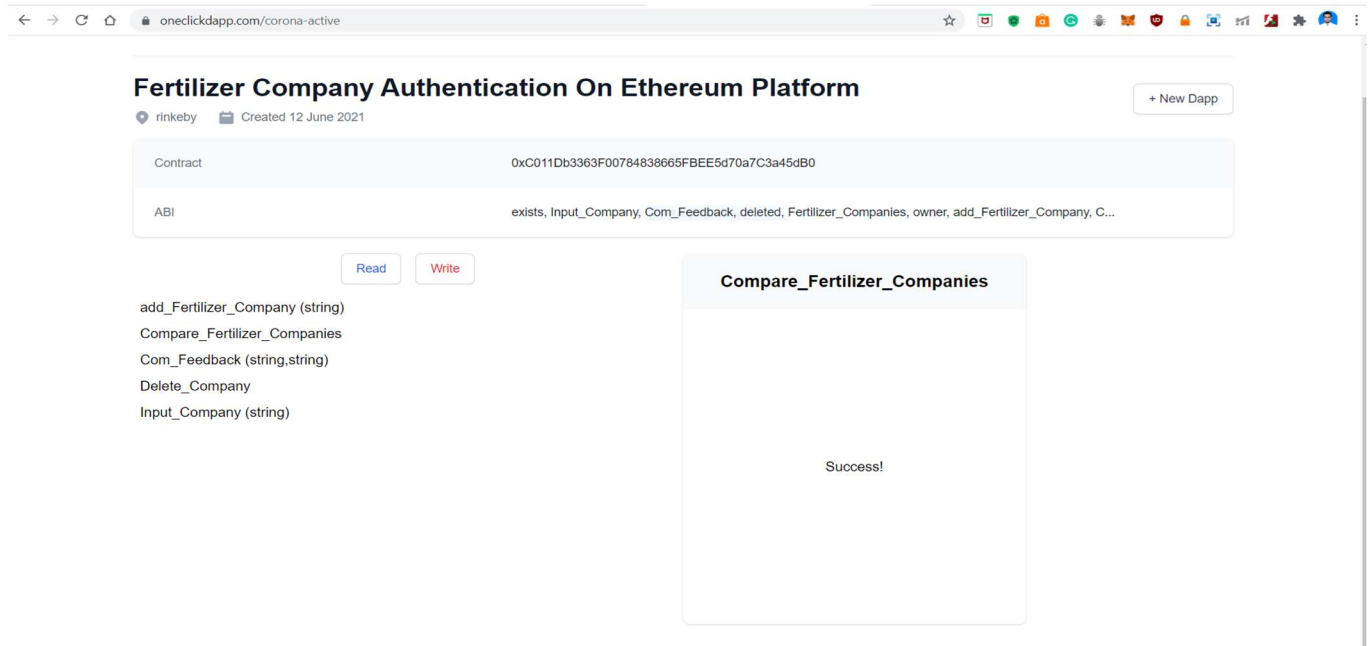 oneclickdapp.com/corona-active
Fertilizer Company Authentication On Ethereum Platform
+ New Dapp
rinkeby Created 12 June 2021
Contract 0xC011Db3363F00784838665FBEE5d70a7C3a45dB0
ABI exists, Input_Company, Com_Feedback, deleted, Fertilizer_Companies, owner, add_Fertilizer_Company, C...
Read Write
add_Fertilizer_Company (string)
Compare_Fertilizer_Companies
Com_Feedback (string,string)
Delete_Company
Input_Company (string)
Compare_Fertilizer_Companies
Success!